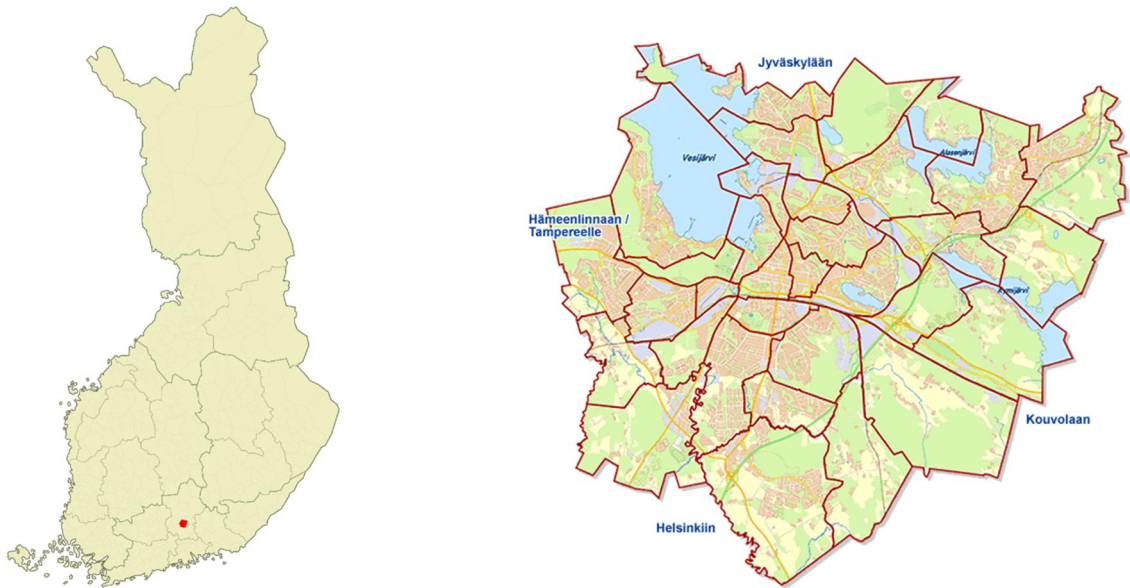 Jyväskylään
Vesijärvi
Alasenjärvi
Hämeenlinnaan /
Tampereelle
Kymijärvi
Kouvolaan
Helsinkiin